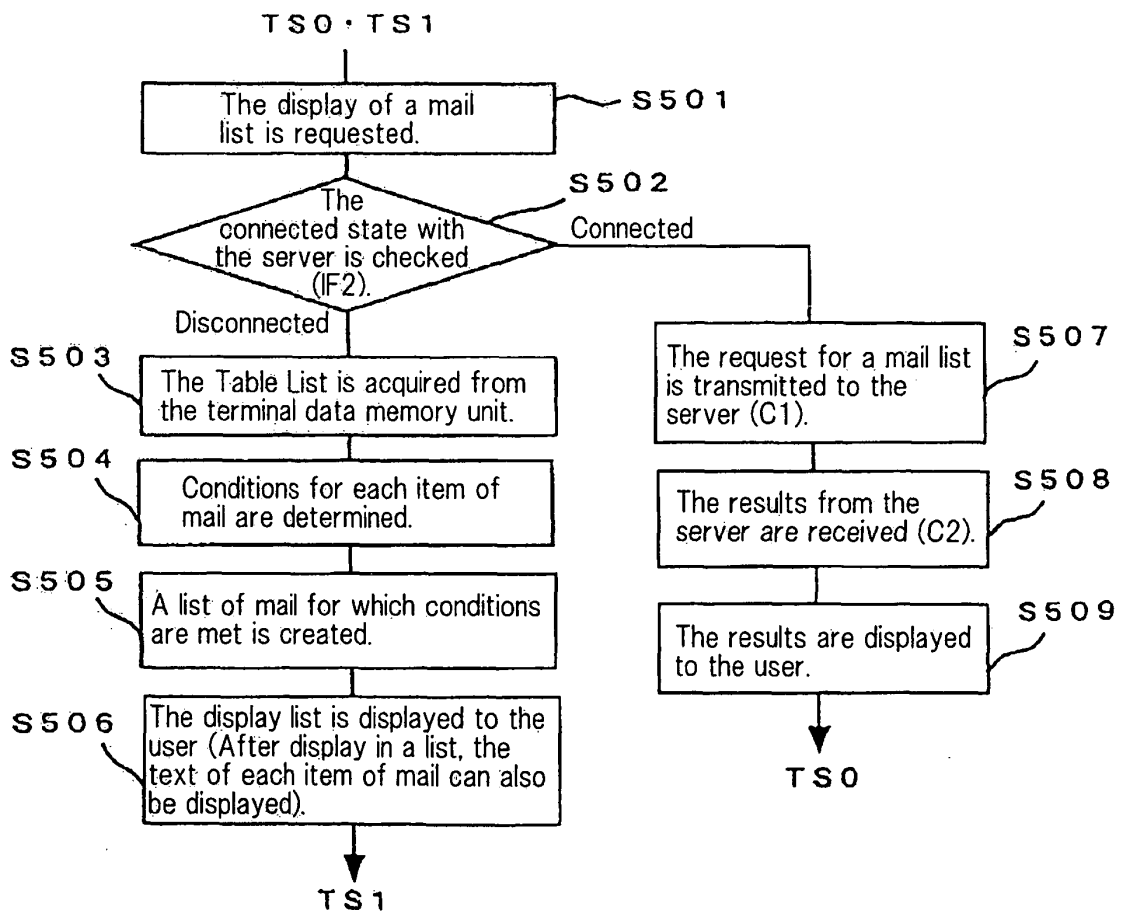 TS0・TS1
The display of a mail
list is requested.
S501
The
connected state with
the server is checked
(IF2).
S502
Connected
Disconnected
S503
The Table List is acquired from
the terminal data memory unit.
S504
Conditions for each item of
mail are determined.
S505
A list of mail for which conditions
are met is created.
S506
The display list is displayed to the
user (After display in a list, the
text of each item of mail can also
be displayed).
TS1
S507
The request for a mail list
is transmitted to the
server (C1).
S508
The results from the
server are received (C2).
S509
The results are displayed
to the user.
TS0